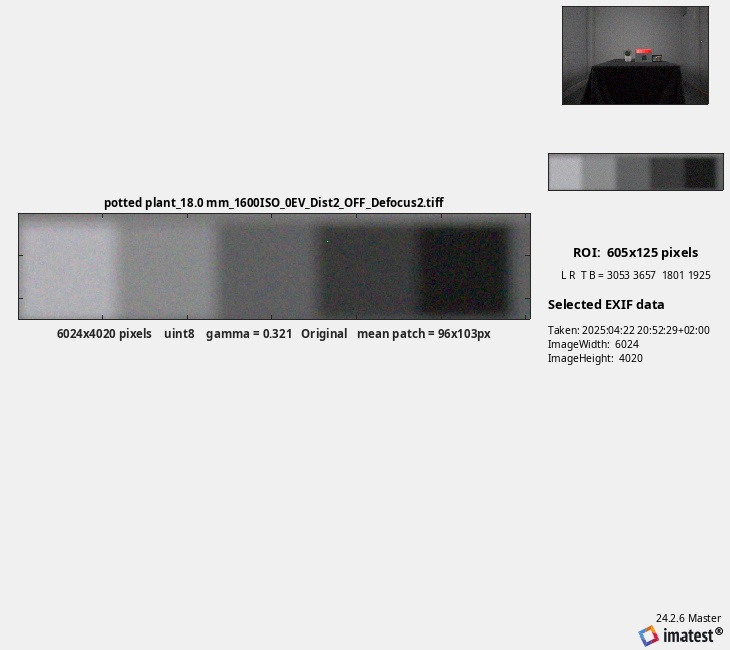 potted plant_18.0 mm_1600ISO_0EV_Dist2_OFF_Defocus2.tiff
6024x4020 pixels uint8 gamma = 0.321 Original mean patch = 96x103px
ROI: 605x125 pixels
L R T B = 3053 3657 1801 1925
Selected EXIF data
Taken: 2025:04:22 20:52:29+02:00
ImageWidth: 6024
ImageHeight: 4020
24.2.6 Master
imatest®